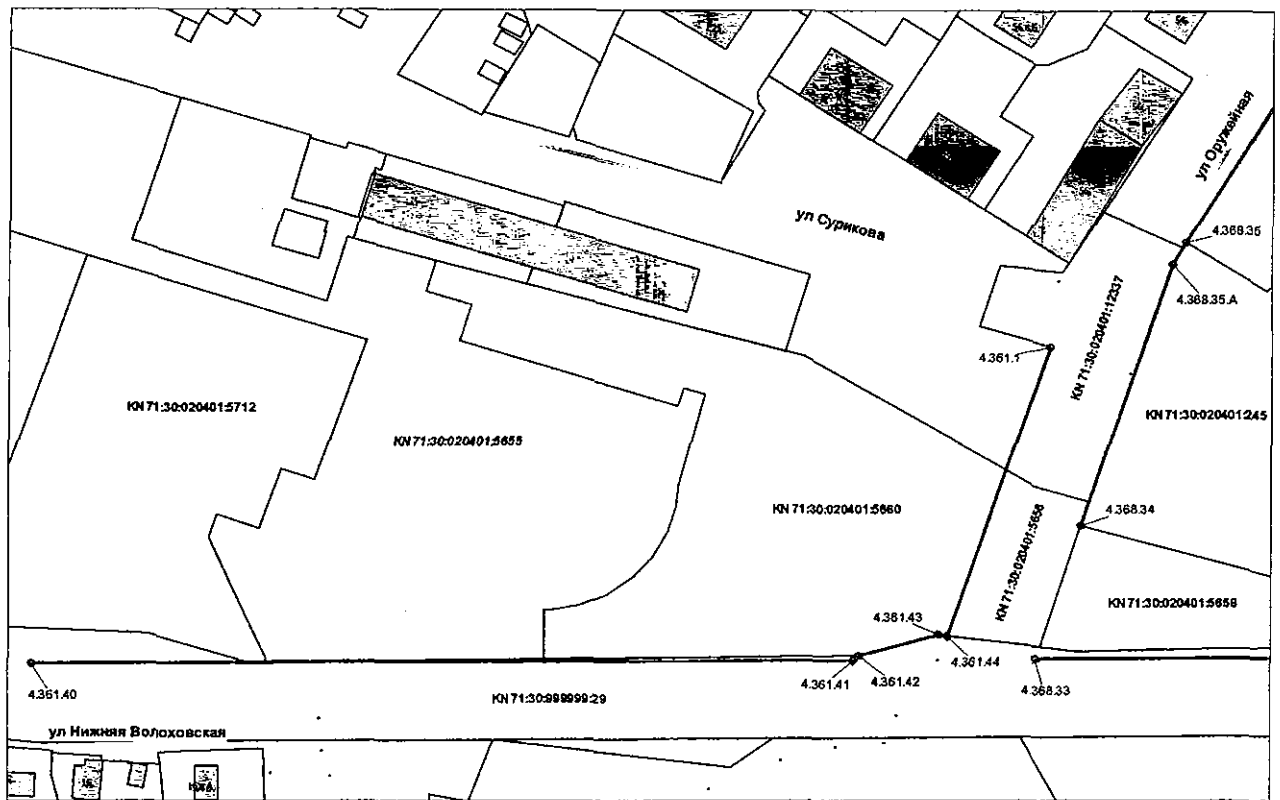 ул Оружейная
ул Сурикова
4.368.35
4.368.35.А
4.361.1
KN 71:30:020401:12337
KN 71:30:020401:5712
KN 71:30:020401:5655
KN 71:30:020401:245
KN 71:30:020401:5660
4.368.34
KN 71:30:020401:5656
KN 71:30:020401:5658
4.361.43
4.361.44
4.361.40
4.361.41
4.361.42
4.368.33
KN 71:30:999999:29
ул Нижняя Волоховская